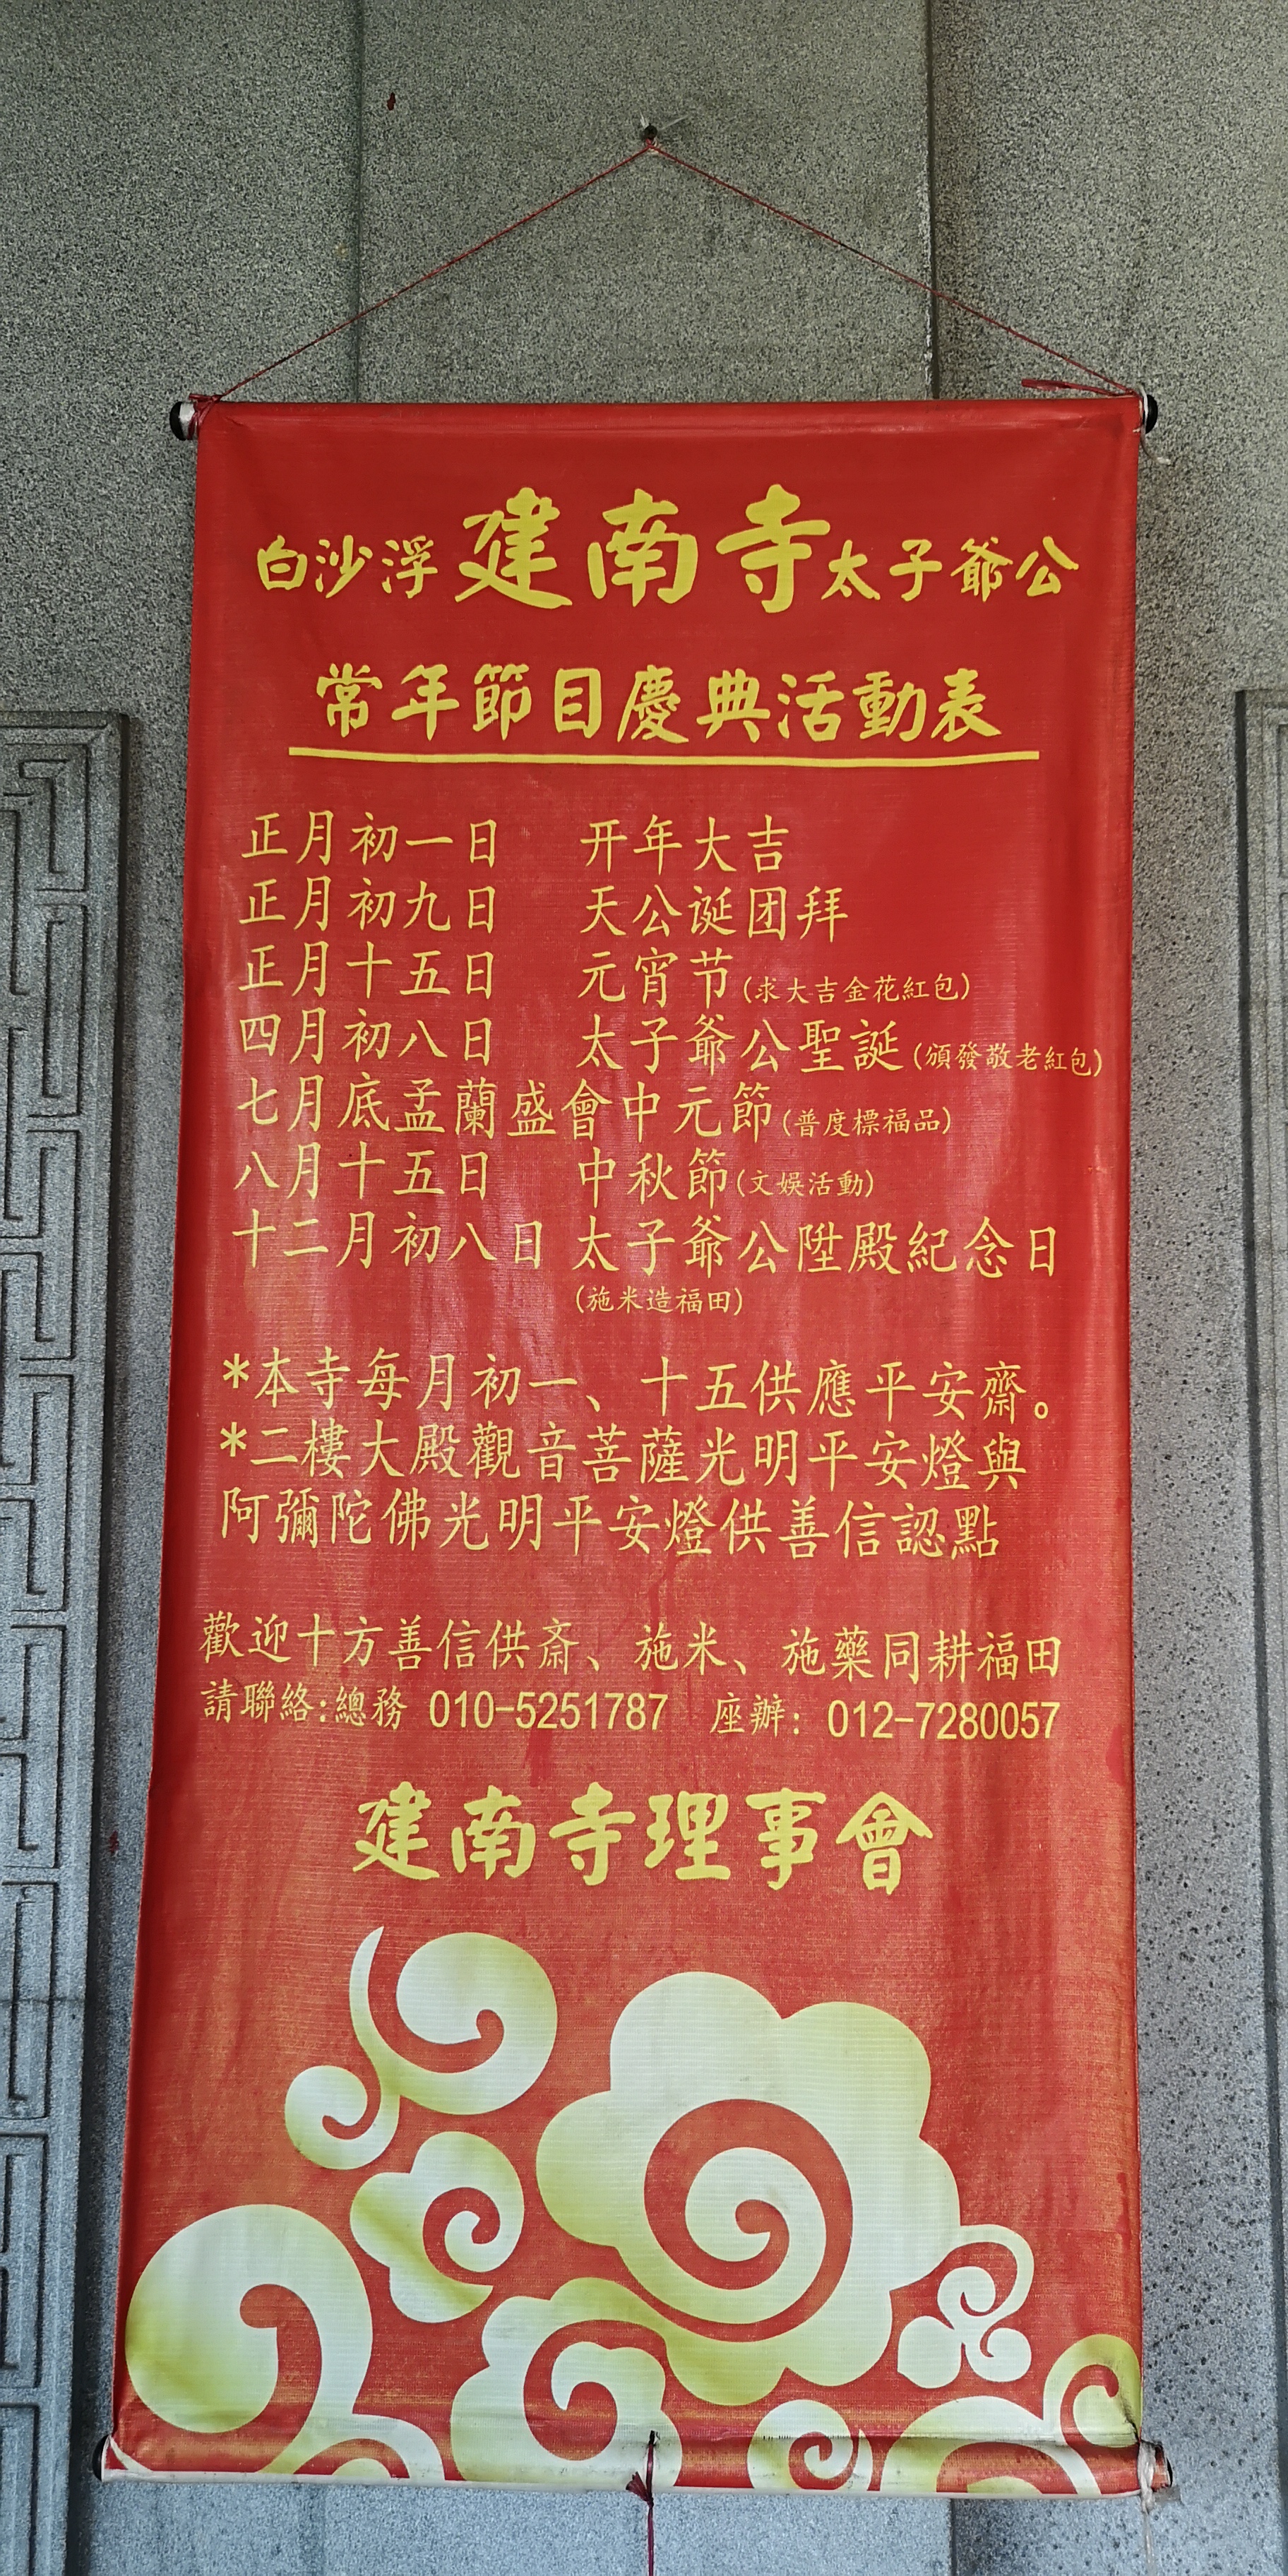 白沙浮建南寺太子爺公
常年節目慶典活動表
正月初一日 开年大吉
正月初九日 天公诞团拜
正月十五日 元宵节(求大吉金花紅包)
四月初八日 太子爺公聖誕(頒發敬老紅包)
七月底孟蘭盛會中元節(普度標福品)
八月十五日 中秋節(文娛活動)
十二月初八日 太子爺公陞殿紀念日
(施米造福田)
*本寺每月初一、十五供應平安齋。
*二樓大殿觀音菩薩光明平安燈與
阿彌陀佛光明平安燈供善信認點
歡迎十方善信供斎、施米、施藥同耕福田
請聯絡:總務 010-5251787 座辦: 012-7280057
建南寺理事會